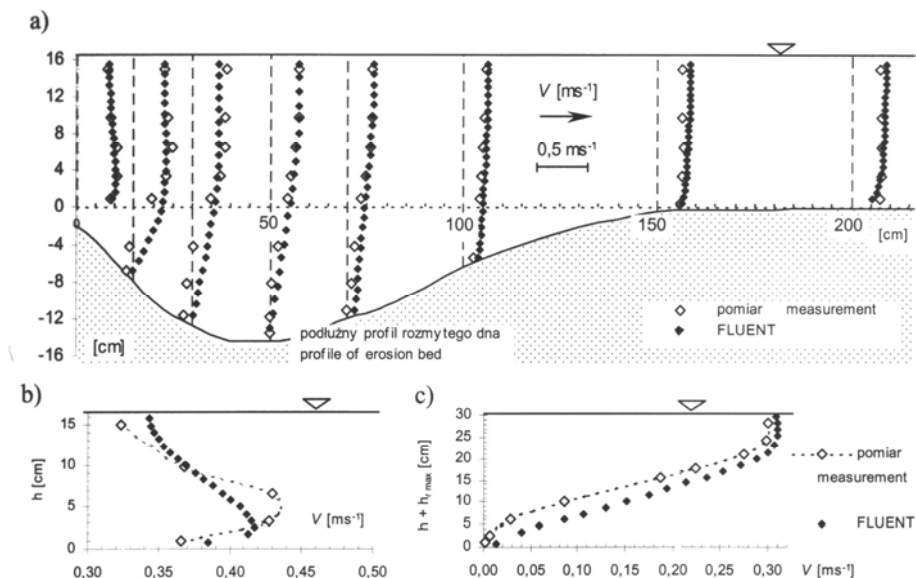 a)
16
12
8
4
0
-4
-8
-12
-16
[cm]
V [ms⁻¹]
0,5 ms⁻¹
0 50 100 150 200
[cm]
pomiar measurement
FLUENT
podłużny profil rozmytego dna
profile of erosion bed
b)
h [cm]
15
10
5
0
V [ms⁻¹]
0,30 0,35 0,40 0,45 0,50
c)
h + hr max [cm]
30
25
20
15
10
5
0
0,00 0,05 0,10 0,15 0,20 0,25 0,30
V [ms⁻¹]
pomiar
measurement
FLUENT